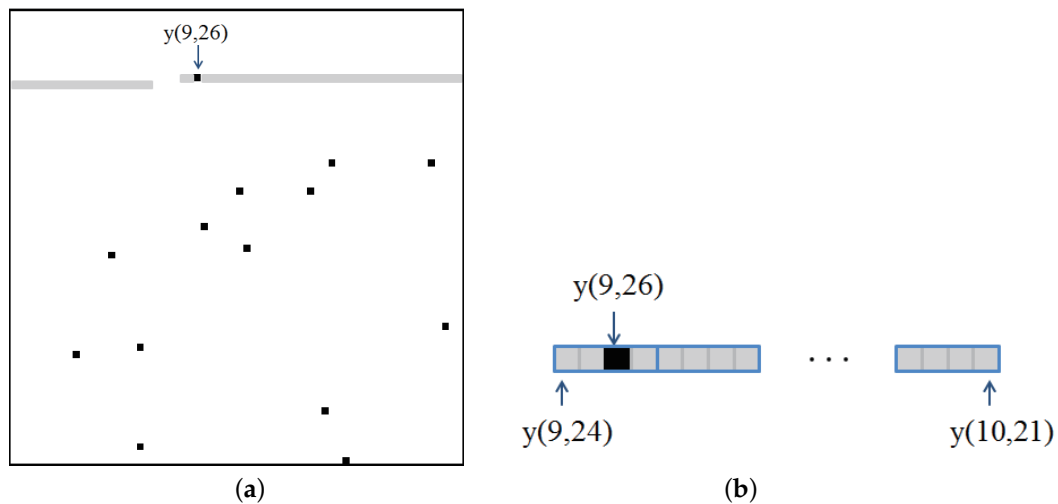 y(9,26)
y(9,26)
. . .
y(9,24)
y(10,21)
(a)
(b)